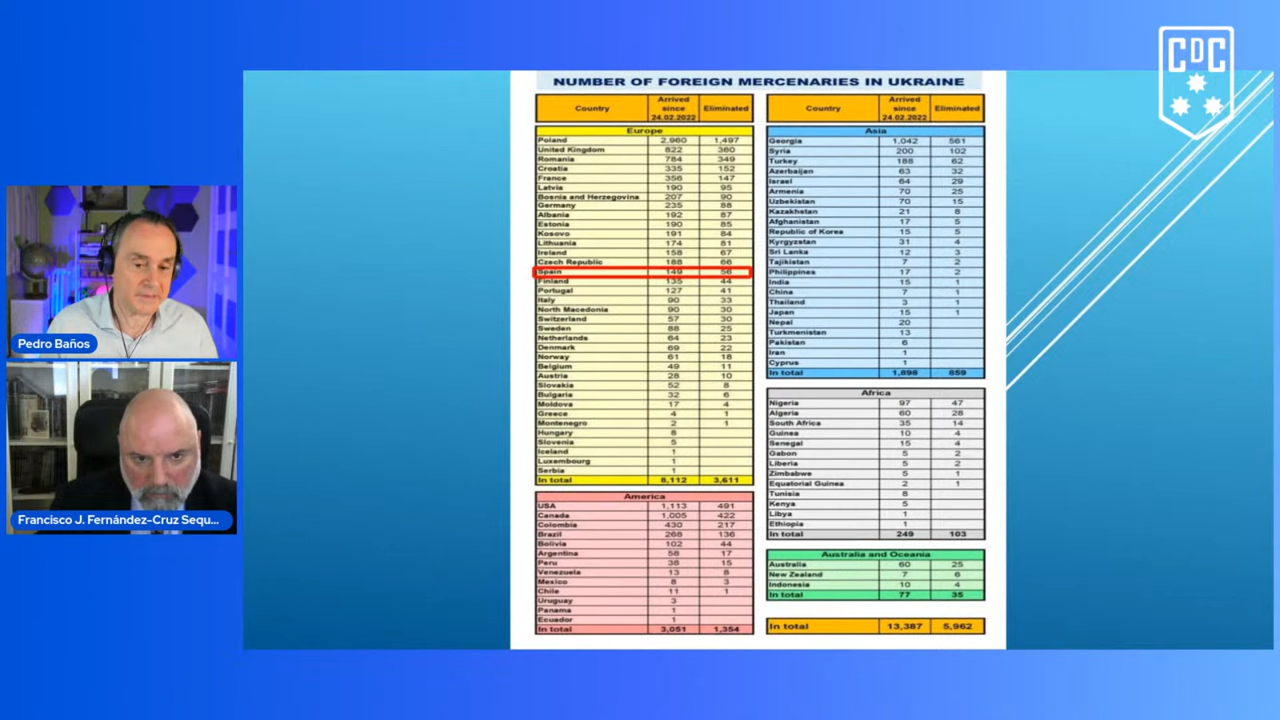 CDC
NUMBER OF FOREIGN MERCENARIES IN UKRAINE
Country Arrived since 24.02.2022 Eliminated
Europe
Poland 2,960 1,497
United Kingdom 822 360
Romania 784 349
Croatia 335 152
France 356 147
Latvia 190 95
Bosnia and Herzegovina 207 90
Germany 235 88
Albania 192 87
Estonia 190 85
Kosovo 191 84
Lithuania 174 81
Ireland 158 67
Czech Republic 188 66
Spain 149 56
Finland 135 44
Portugal 127 41
Italy 90 33
North Macedonia 90 30
Switzerland 57 30
Sweden 88 25
Netherlands 64 23
Denmark 69 22
Norway 61 18
Belgium 49 11
Austria 28 10
Slovakia 52 8
Bulgaria 32 6
Moldova 17 4
Greece 4 1
Montenegro 2 1
Hungary 8
Slovenia 5
Iceland 1
Luxembourg 1
Serbia 1
In total 8,112 3,611
America
USA 1,113 491
Canada 1,005 422
Colombia 430 217
Brazil 268 136
Bolivia 102 44
Argentina 58 17
Peru 38 15
Venezuela 13 8
Mexico 8 3
Chile 11 1
Uruguay 3
Panama 1
Ecuador 1
In total 3,051 1,354
Country Arrived since 24.02.2022 Eliminated
Asia
Georgia 1,042 561
Syria 200 102
Turkey 188 62
Azerbaijan 63 32
Israel 64 29
Armenia 70 25
Uzbekistan 70 15
Kazakhstan 21 8
Afghanistan 17 5
Republic of Korea 15 5
Kyrgyzstan 31 4
Sri Lanka 12 3
Tajikistan 7 2
Philippines 17 2
India 15 1
China 7 1
Thailand 3 1
Japan 15 1
Nepal 20
Turkmenistan 13
Pakistan 6
Iran 1
Cyprus 1
In total 1,898 859
Africa
Nigeria 97 47
Algeria 60 28
South Africa 35 14
Guinea 10 4
Senegal 15 4
Gabon 5 2
Liberia 5 2
Zimbabwe 5 1
Equatorial Guinea 2 1
Tunisia 8
Kenya 5
Libya 1
Ethiopia 1
In total 249 103
Australia and Oceania
Australia 60 25
New Zealand 7 6
Indonesia 10 4
In total 77 35
In total 13,387 5,962
Pedro Baños
Francisco J. Fernández-Cruz Sequ...